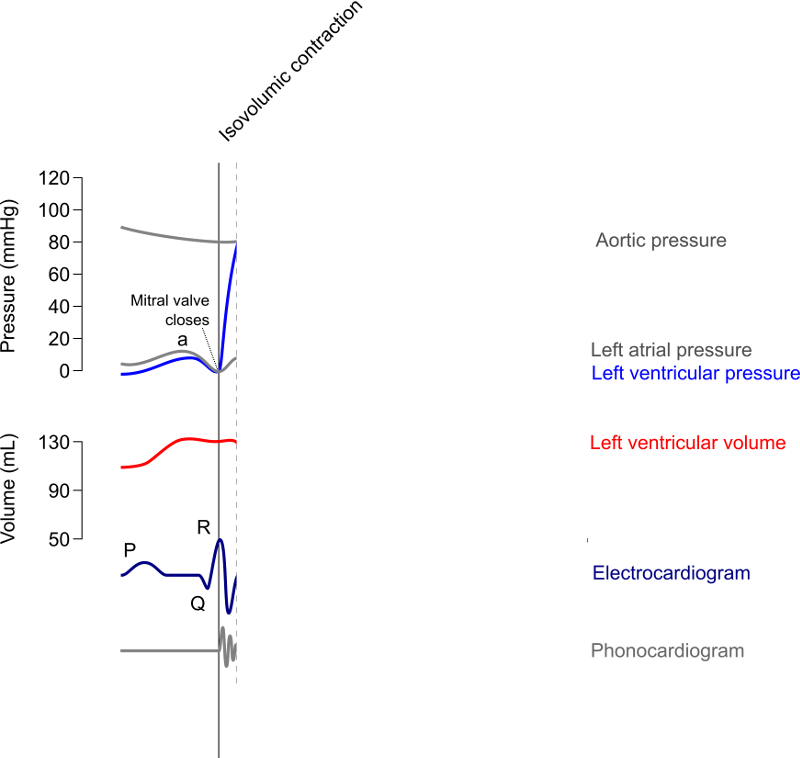 Isovolumic contraction
Pressure (mmHg)
120
100
80
60
40
20
0
Mitral valve
closes
a
Aortic pressure
Left atrial pressure
Left ventricular pressure
Volume (mL)
130
90
50
Left ventricular volume
R
P
Q
Electrocardiogram
Phonocardiogram